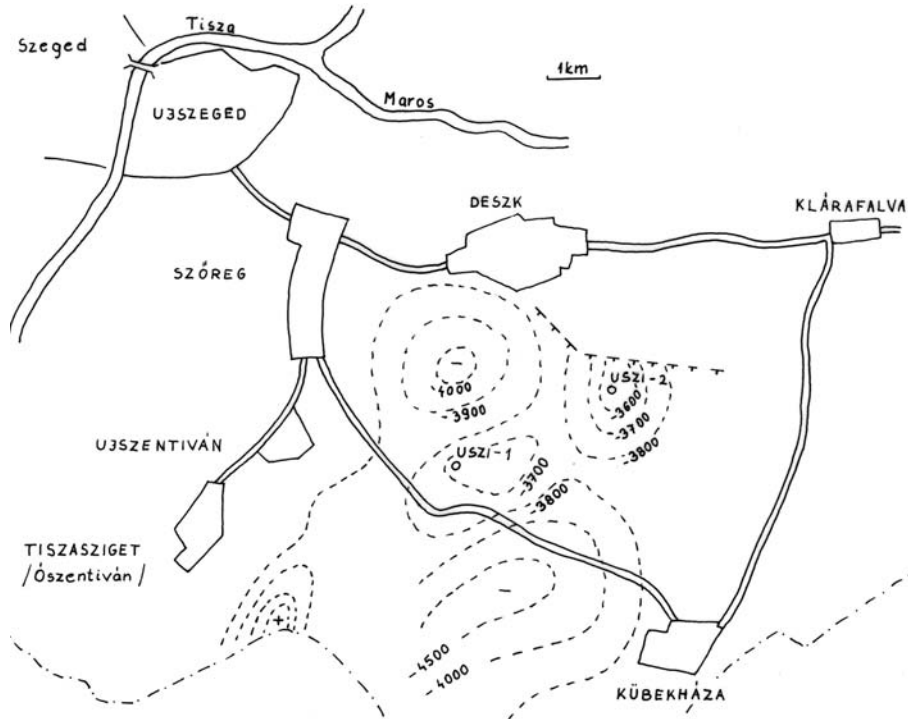 Szeged
Tisza
1km
Maros
UJSZEGED
DESZK
KLÁRAFALVA
SZŐREG
USZI-2
4000
-3900
-3600
-3700
-3800
UJSZENTIVÁN
USZI-1
-3700
-3800
TISZASZIGET
/Ószentiván/
-4500
-4000
KÜBEKHÁZA